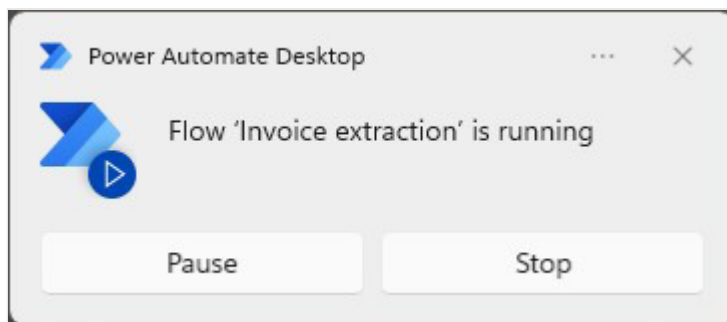 Power Automate Desktop
Flow ‘Invoice extraction’ is running
Pause
Stop